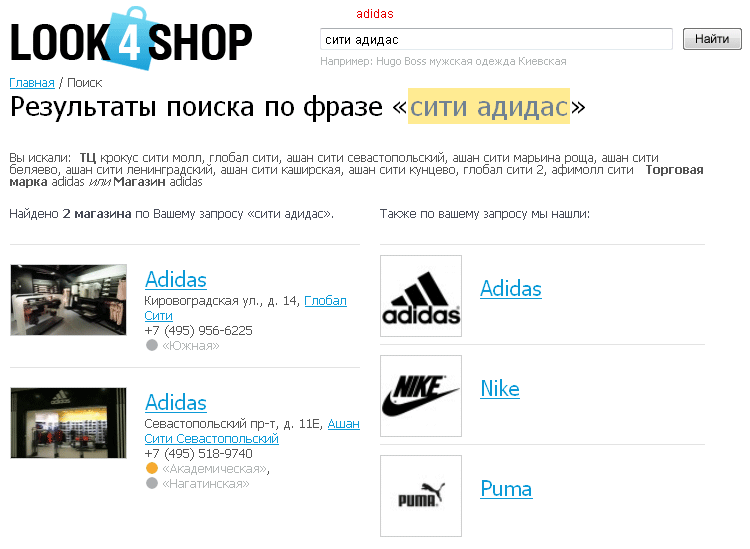 adidas
LOOK 4 SHOP
сити адидас
Найти
Например: Hugo Boss мужская одежда Киевская
Главная / Поиск
Результаты поиска по фразе «сити адидас»
Вы искали: ТЦ крокус сити молл, глобал сити, ашан сити севастопольский, ашан сити марьина роща, ашан сити
беляево, ашан сити ленинградский, ашан сити каширская, ашан сити кунцево, глобал сити 2, афимолл сити Торговая
марка adidas или Магазин adidas
Найдено 2 магазина по Вашему запросу «сити адидас».
Adidas
Кировоградская ул., д. 14, Глобал
Сити
+7 (495) 956-6225
«Южная»
Adidas
Севастопольский пр-т, д. 11Е, Ашан
Сити Севастопольский
+7 (495) 518-9740
«Академическая»,
«Нагатинская»
Также по вашему запросу мы нашли:
adidas
Adidas
NIKE
Nike
PUMA
Puma